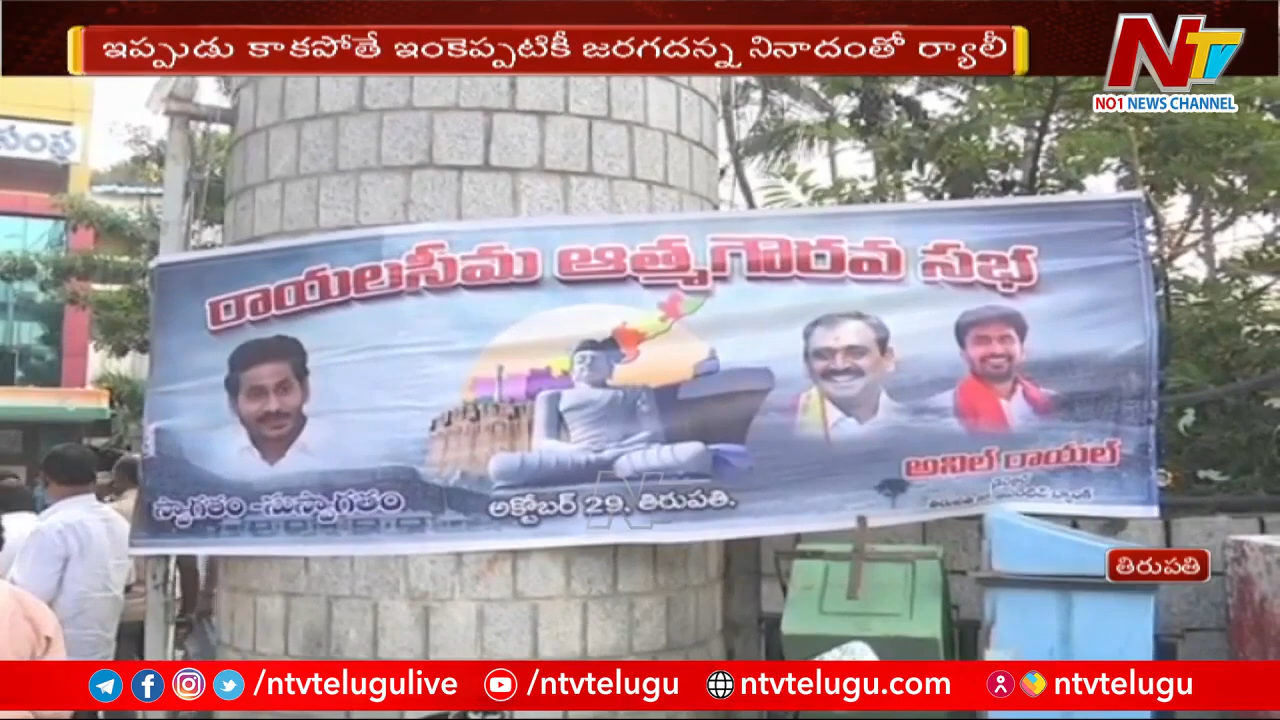 ఇప్పుడు కాకపోతే ఇంకెప్పటికీ జరగదన్న నినాదంతో ర్యాలీ
NTV
NO1 NEWS CHANNEL
రాయలసీమ ఆత్మగౌరవ సభ
అనిల్ రాయల్
స్వాగతం -సుస్వాగతం
అక్టోబర్ 29, తిరుపతి.
తిరుపతి
/ntvtelugulive
/ntvtelugu
ntvtelugu.com
ntvtelugu